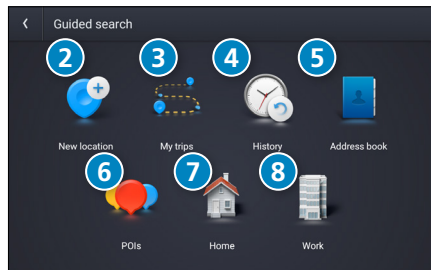 Guided search
2 3 4 5
New location My trips History Address book
6 7 8
POIs Home Work